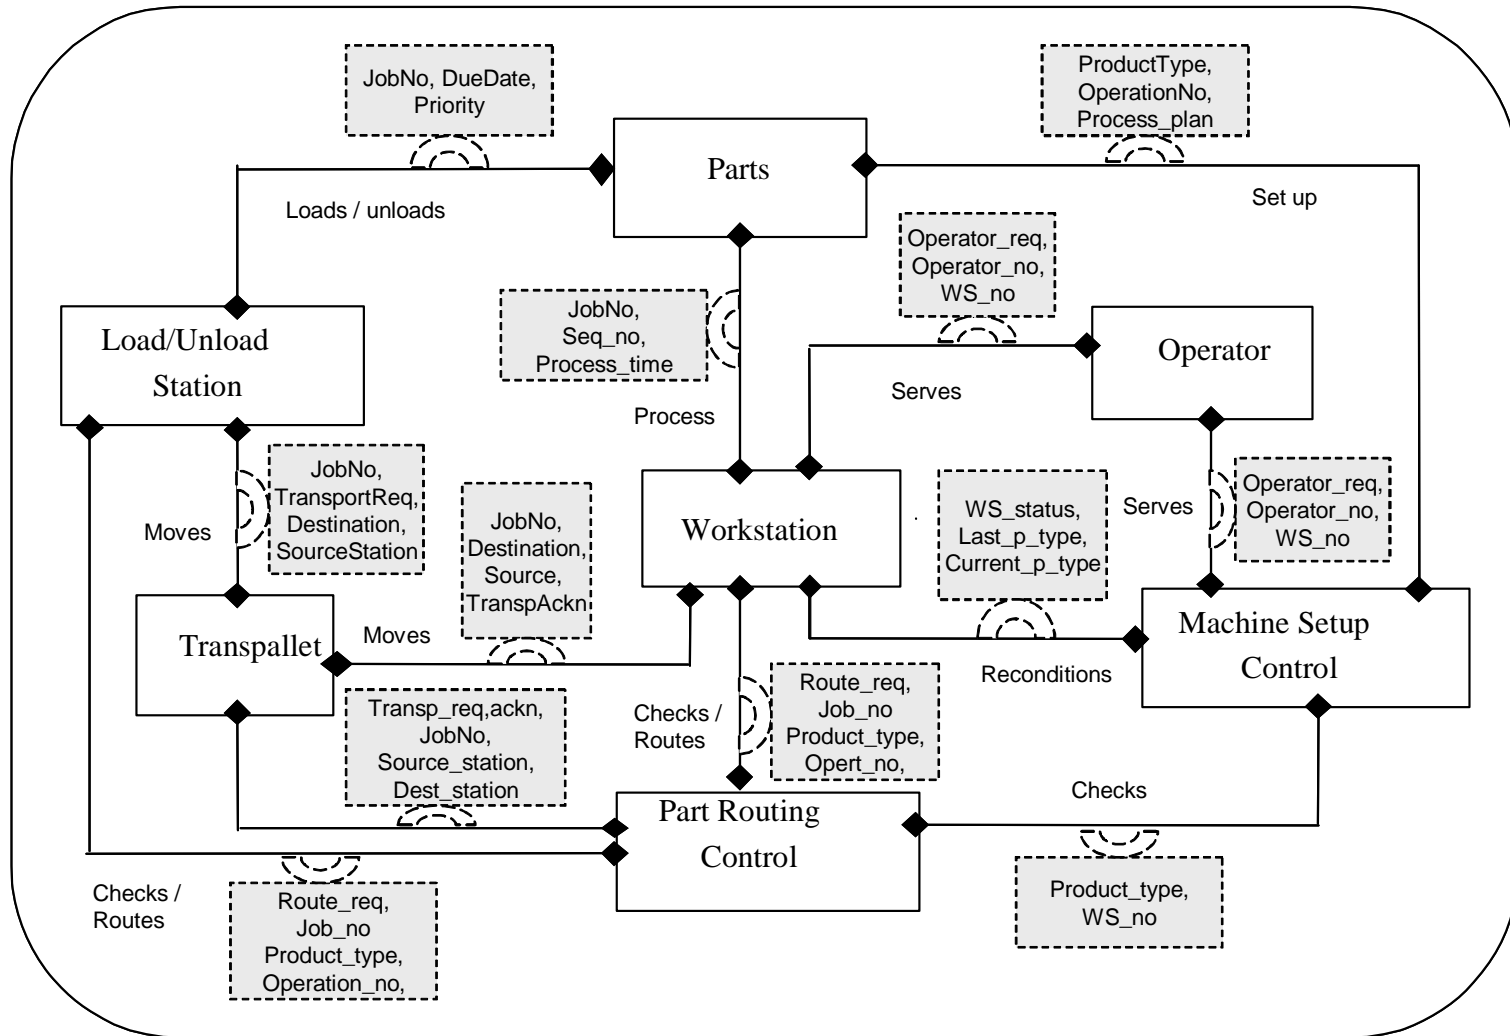 JobNo, DueDate,
Priority
ProductType,
OperationNo,
Process_plan
Parts
Loads / unloads
Set up
Operator_req,
Operator_no,
WS_no
JobNo,
Seq_no,
Process_time
Load/Unload
Station
Operator
Serves
Process
JobNo,
TransportReq,
Destination,
SourceStation
Moves
JobNo,
Destination,
Source,
TranspAckn
Workstation
WS_status,
Last_p_type,
Current_p_type
Serves
Operator_req,
Operator_no,
WS_no
Transpallet
Moves
Machine Setup
Control
Reconditions
Transp_req,ackn,
JobNo,
Source_station,
Dest_station
Checks /
Routes
Route_req,
Job_no
Product_type,
Opert_no,
Part Routing
Control
Checks
Checks /
Routes
Route_req,
Job_no
Product_type,
Operation_no,
Product_type,
WS_no